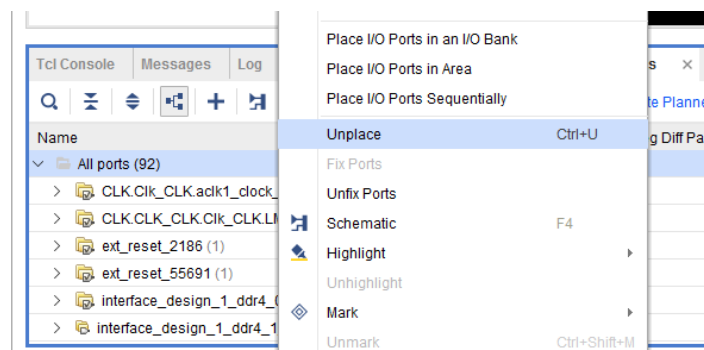 Place I/O Ports in an I/O Bank
Tcl Console Messages Log
Place I/O Ports in Area
s ×
Place I/O Ports Sequentially
te Planne
Name
Unplace Ctrl+U
g Diff Pa
All ports (92)
Fix Ports
CLK.Clk_CLK.aclk1_clock_
Unfix Ports
CLK.CLK_CLK.Clk_CLK.LM
Schematic F4
ext_reset_2186 (1)
Highlight
ext_reset_55691 (1)
Unhighlight
interface_design_1_ddr4_0
Mark
interface_design_1_ddr4_1
Unmark Ctrl+Shift+M